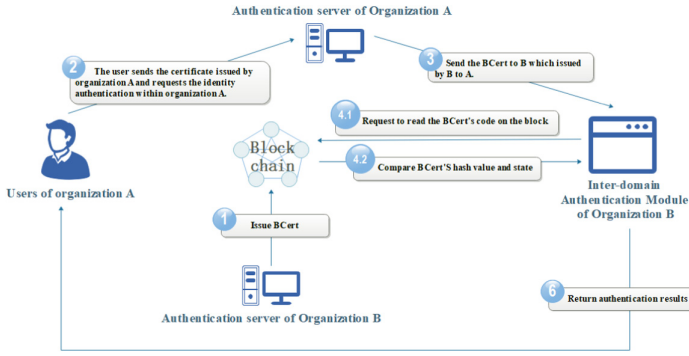 Authentication server of Organization A
2
The user sends the certificate issued by
organization A and requests the identity
authentication within organization A.
3
Send the BCert to B which issued
by B to A.
4.1
Request to read the BCert's code on the block
Block
chain
4.2
Compare BCert'S hash value and state
Users of organization A
Inter-domain
Authentication Module
of Organization B
1
Issue BCert
6
Return authentication results
Authentication server of Organization B